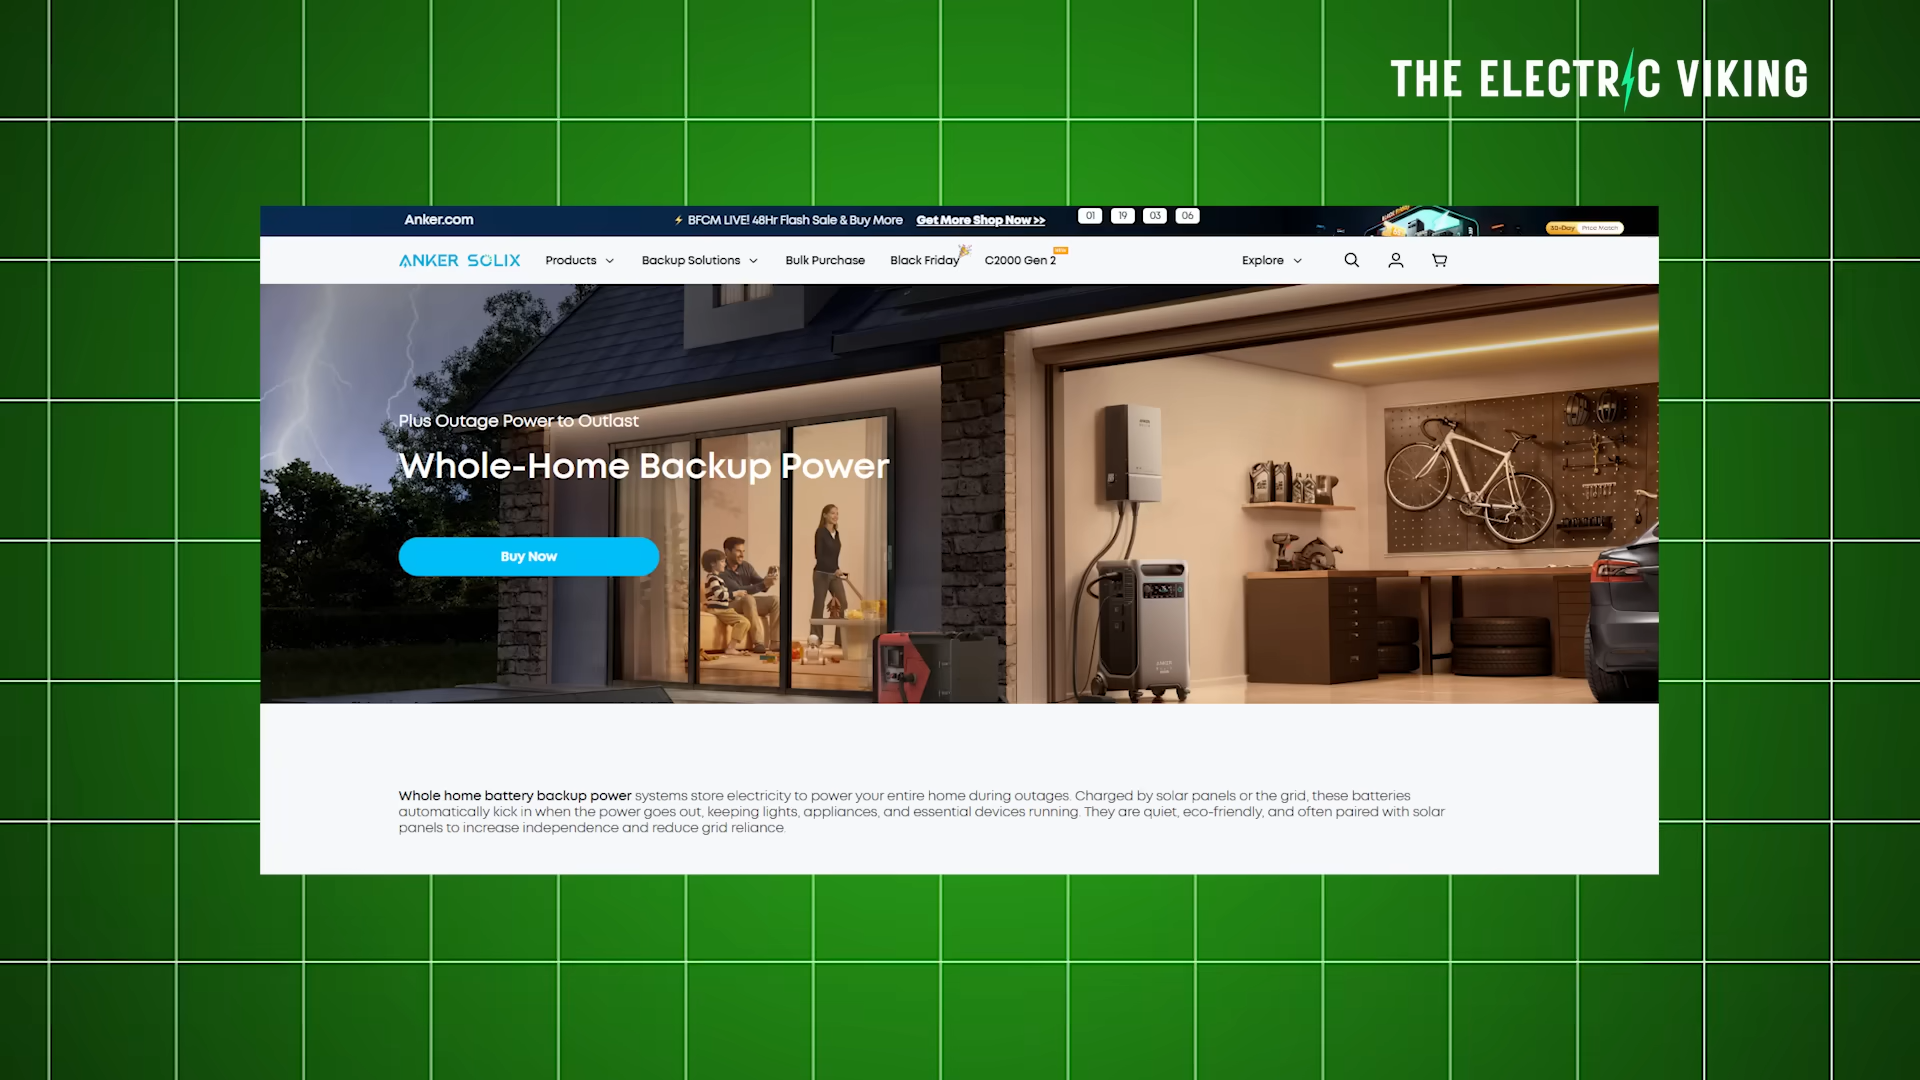 THE ELECTRIC VIKING
Anker.com
BFCM LIVE! 48Hr Flash Sale & Buy More Get More Shop Now >>
01 19 03 06
30-Day Price Match
ANKER SOLIX
Products
Backup Solutions
Bulk Purchase
Black Friday
C2000 Gen 2
NEW
Explore
Plus Outage Power to Outlast
Whole-Home Backup Power
Buy Now
Whole home battery backup power systems store electricity to power your entire home during outages. Charged by solar panels or the grid, these batteries
automatically kick in when the power goes out, keeping lights, appliances, and essential devices running. They are quiet, eco-friendly, and often paired with solar
panels to increase independence and reduce grid reliance.